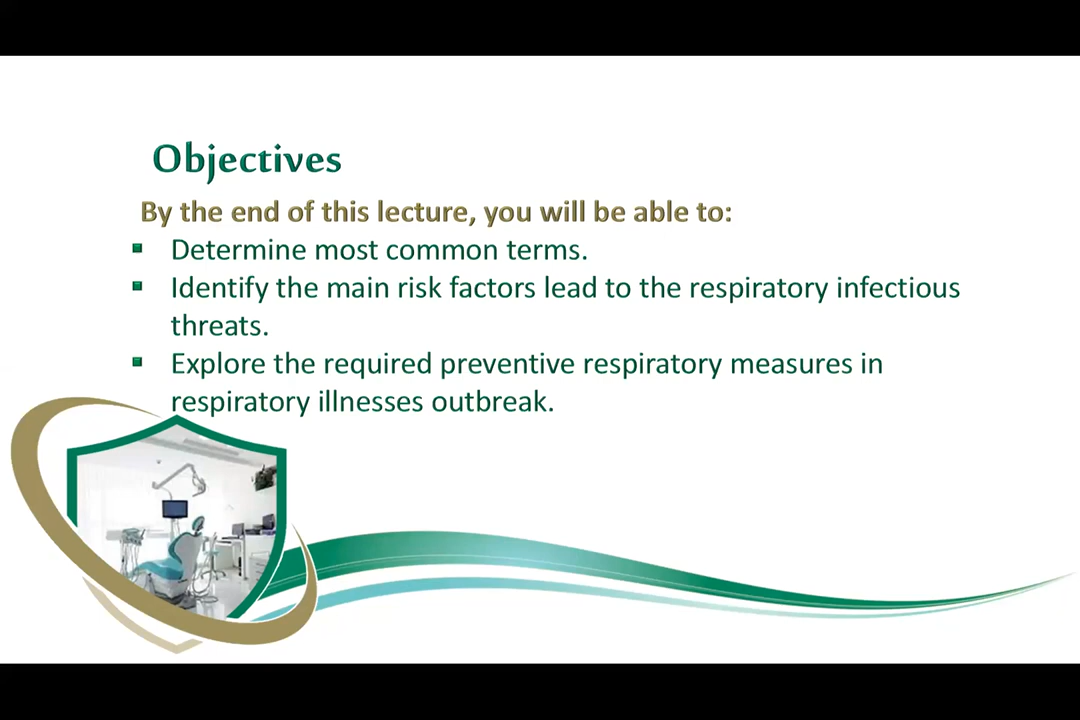 Objectives
By the end of this lecture, you will be able to:
▪ Determine most common terms.
▪ Identify the main risk factors lead to the respiratory infectious
threats.
▪ Explore the required preventive respiratory measures in
respiratory illnesses outbreak.